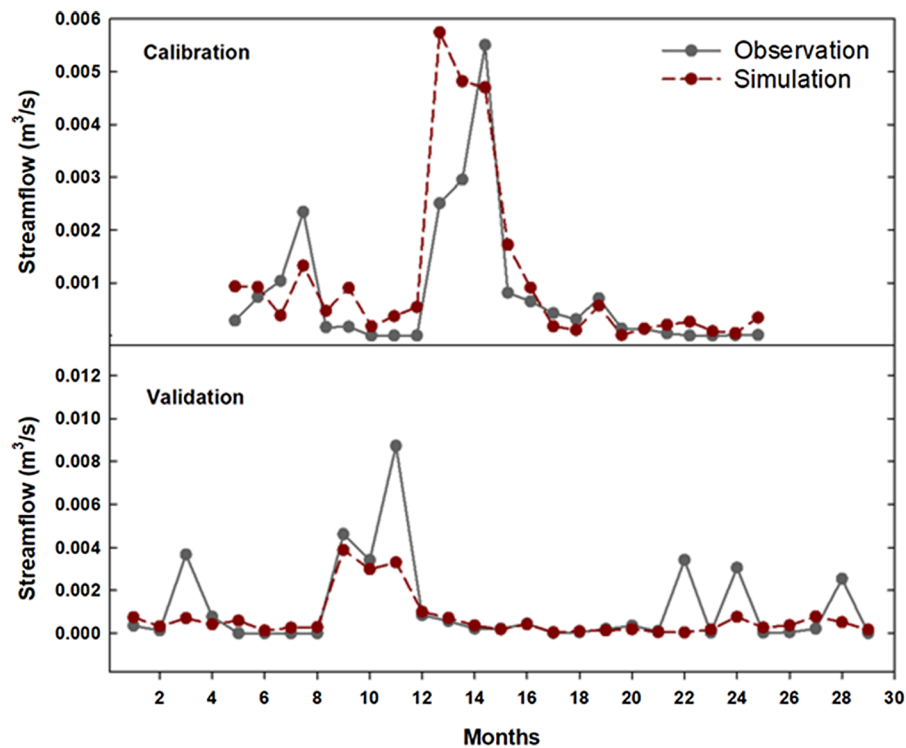 0.006
0.005
0.004
0.003
0.002
0.001
Streamflow (m³/s)
Calibration
Observation
Simulation
0.012
0.010
0.008
0.006
0.004
0.002
0.000
Streamflow (m³/s)
Validation
2 4 6 8 10 12 14 16 18 20 22 24 26 28 30
Months